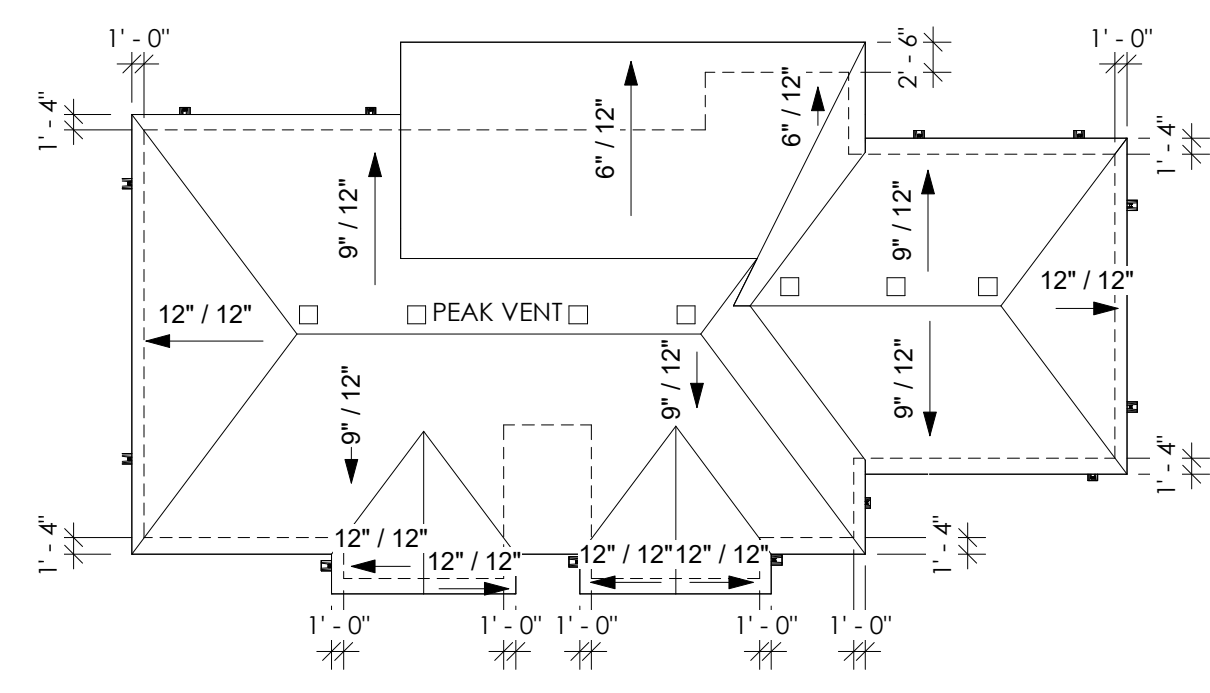 1' - 0"
2' - 6"
1' - 0"
1' - 4"
6" / 12"
6" / 12"
1' - 4"
9" / 12"
9" / 12"
12" / 12"
12" / 12"
PEAK VENT
9" / 12"
9" / 12"
9" / 12"
1' - 4"
1' - 4"
12" / 12"
12" / 12"
12" / 12"
12" / 12"
1' - 4"
1' - 0"
1' - 0"
1' - 0"
1' - 0"
1' - 0"